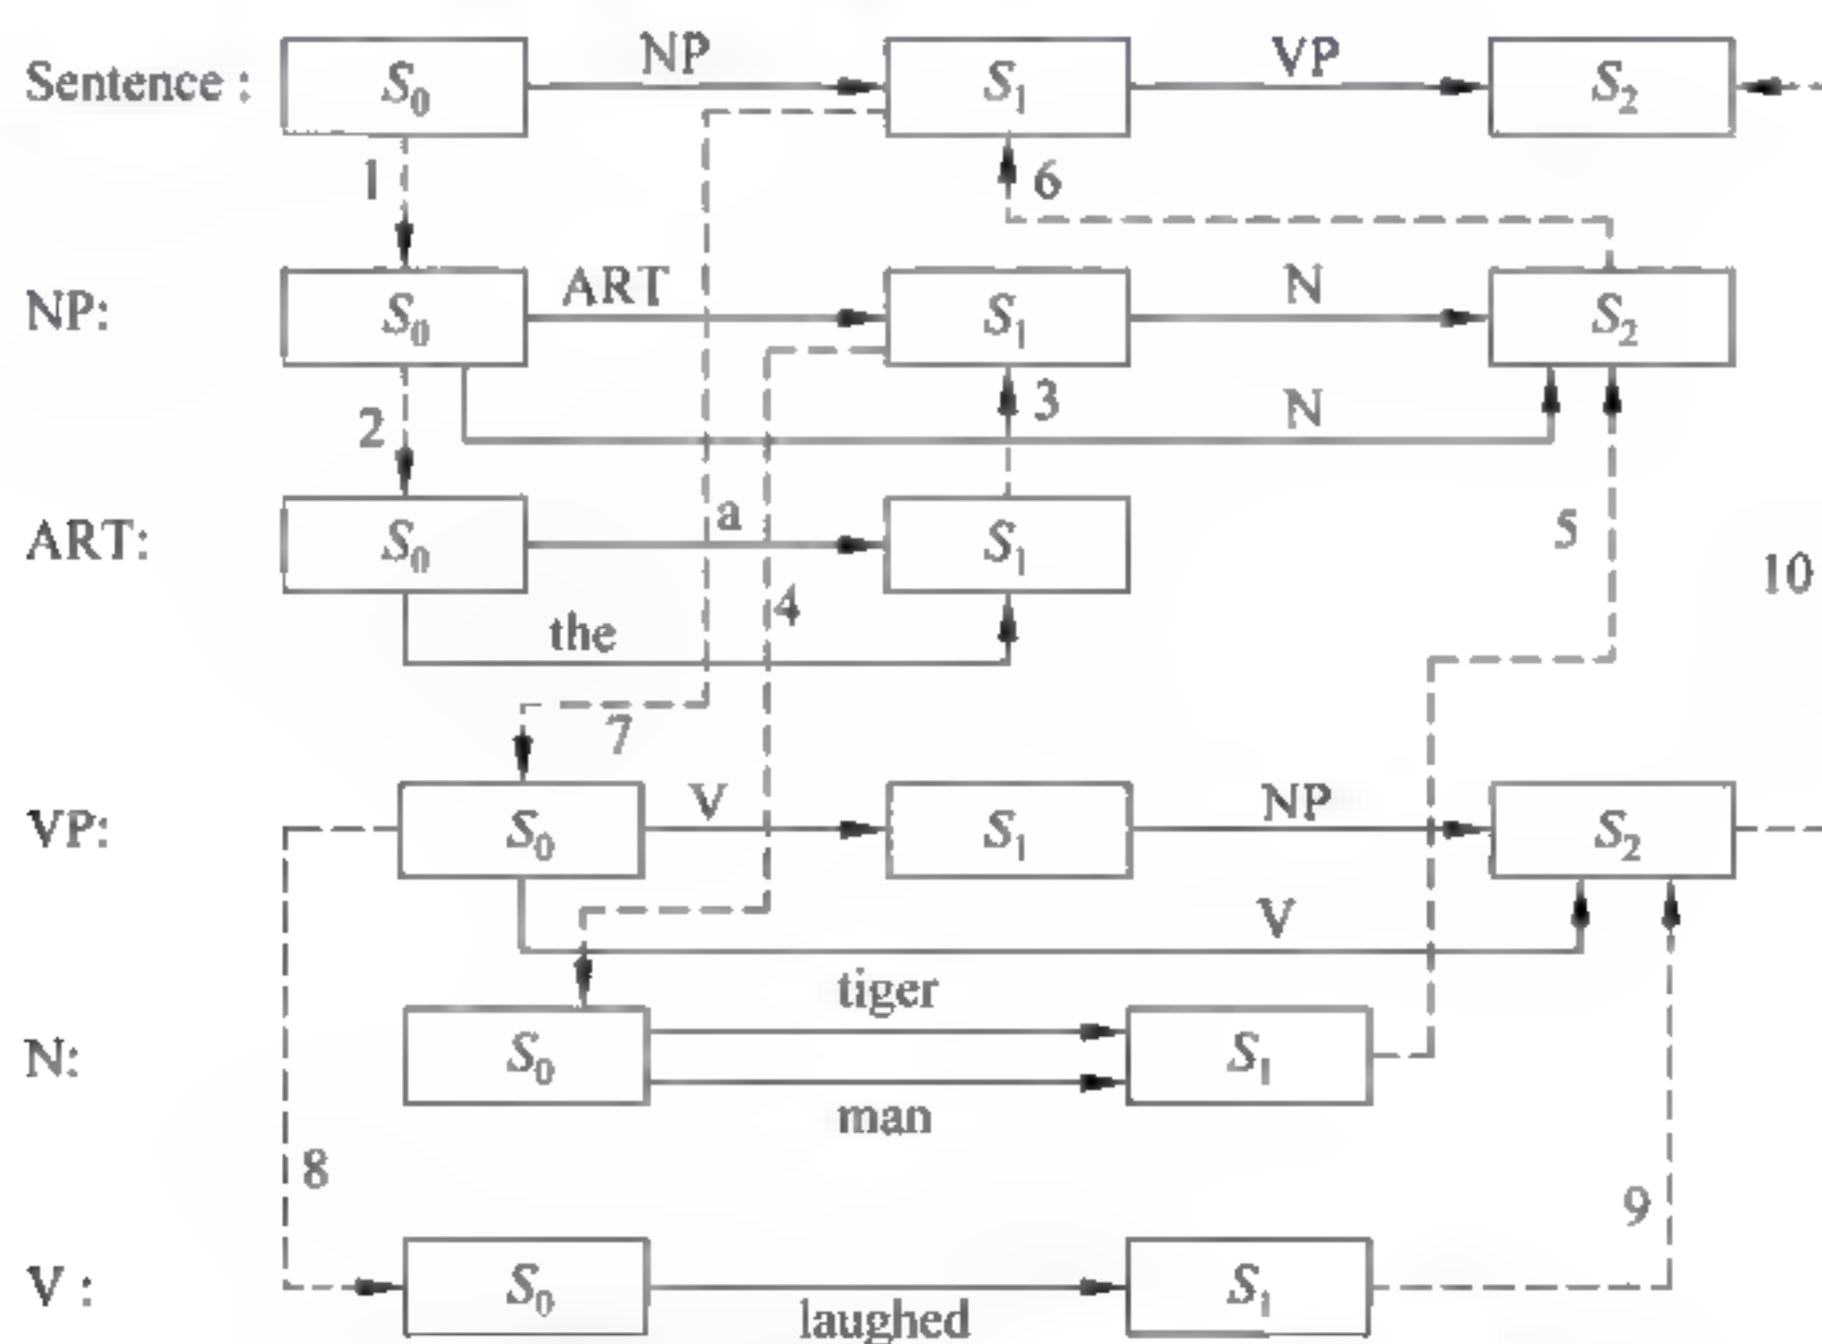 Sentence : S₀ NP S₁ VP S₂
1 6
NP: S₀ ART S₁ N S₂
2 3 N
ART: S₀ a S₁ 5 10
the 4
7
VP: S₀ V S₁ NP S₂
V
tiger
N: S₀ S₁
man
8 9
V : S₀ S₁
laughed